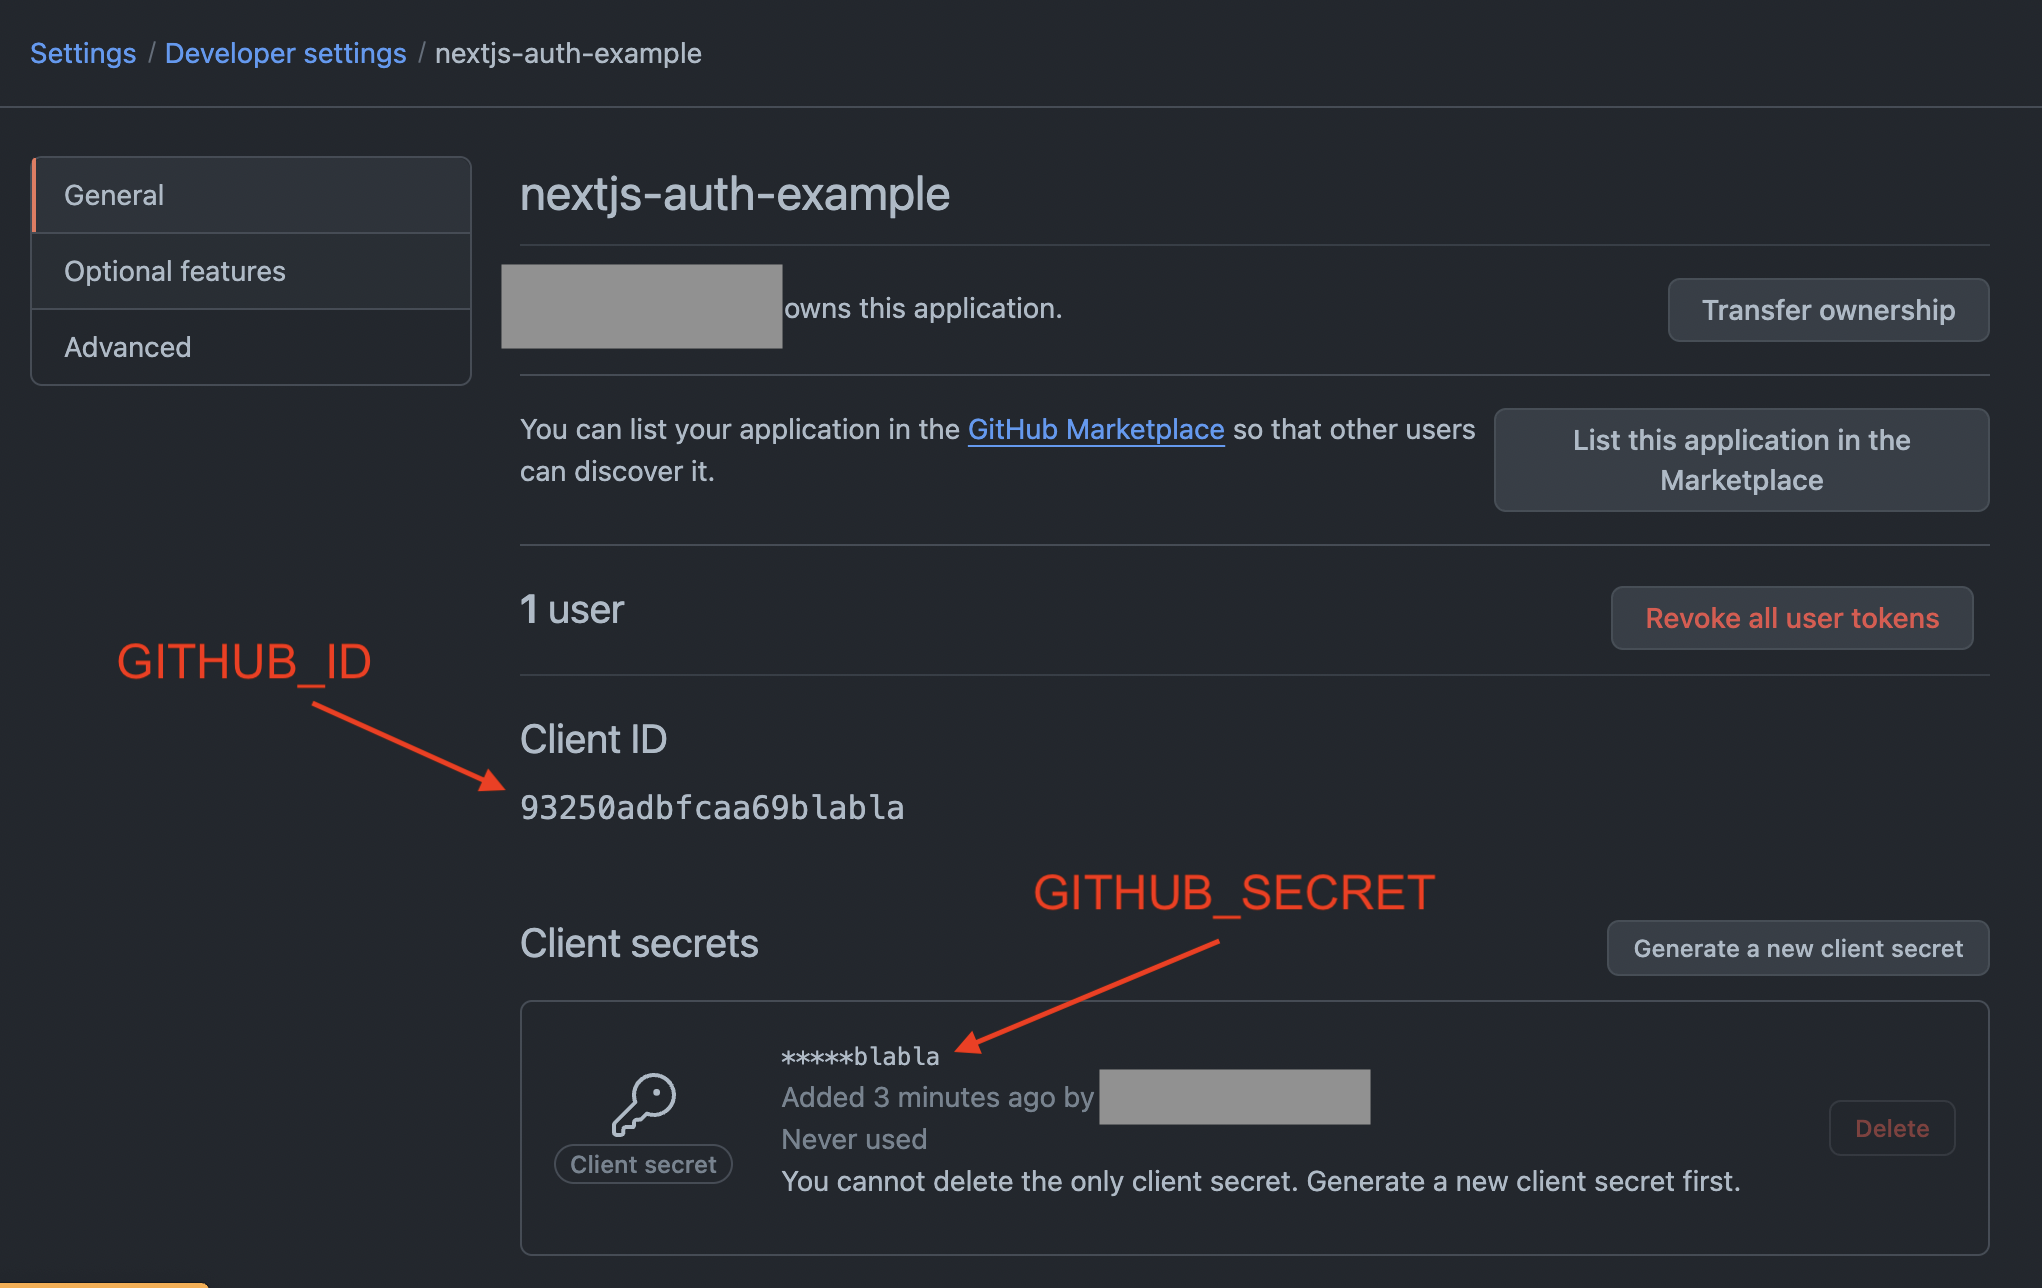 Settings / Developer settings / nextjs-auth-example
General
Optional features
Advanced
nextjs-auth-example
owns this application.
Transfer ownership
You can list your application in the GitHub Marketplace so that other users
can discover it.
List this application in the
Marketplace
1 user
Revoke all user tokens
GITHUB_ID
Client ID
93250adbfcaa69blabla
GITHUB_SECRET
Client secrets
Generate a new client secret
*****blabla
Added 3 minutes ago by
Never used
You cannot delete the only client secret. Generate a new client secret first.
Client secret
Delete